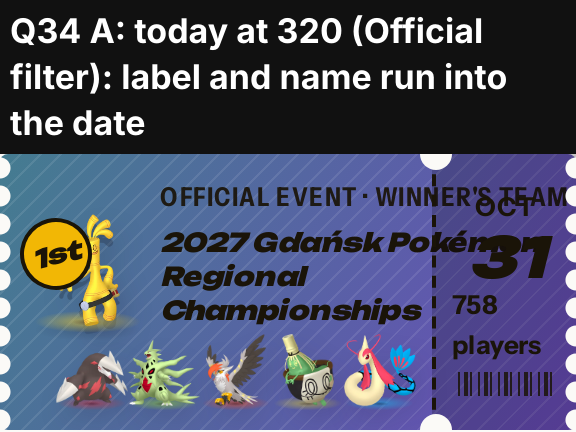 Q34 A: today at 320 (Official
filter): label and name run into
the date
OFFICIAL EVENT · WINNER'S TEAM
OCT
1st
2027 Gdańsk Pokémon
31
Regional
Championships
758
players